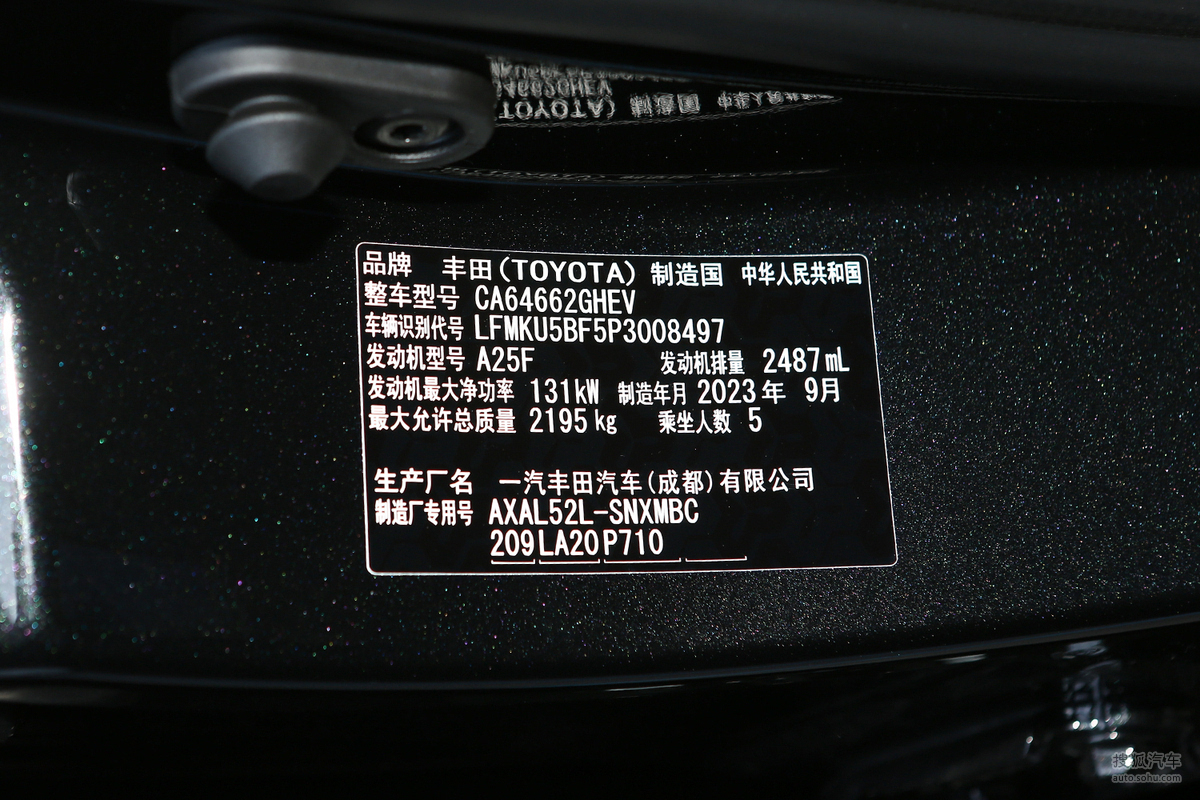 品牌 丰田(TOYOTA) 制造国 中华人民共和国
整车型号 CA64662GHEV
车辆识别代号 LFMKU5BF5P3008497
发动机型号 A25F 发动机排量 2487mL
发动机最大净功率 131kW 制造年月 2023年 9月
最大允许总质量 2195kg 乘坐人数 5
生产厂名 一汽丰田汽车(成都)有限公司
制造厂专用号 AXAL52L-SNXMBC
209LA20P710
搜狐汽车
auto.sohu.com